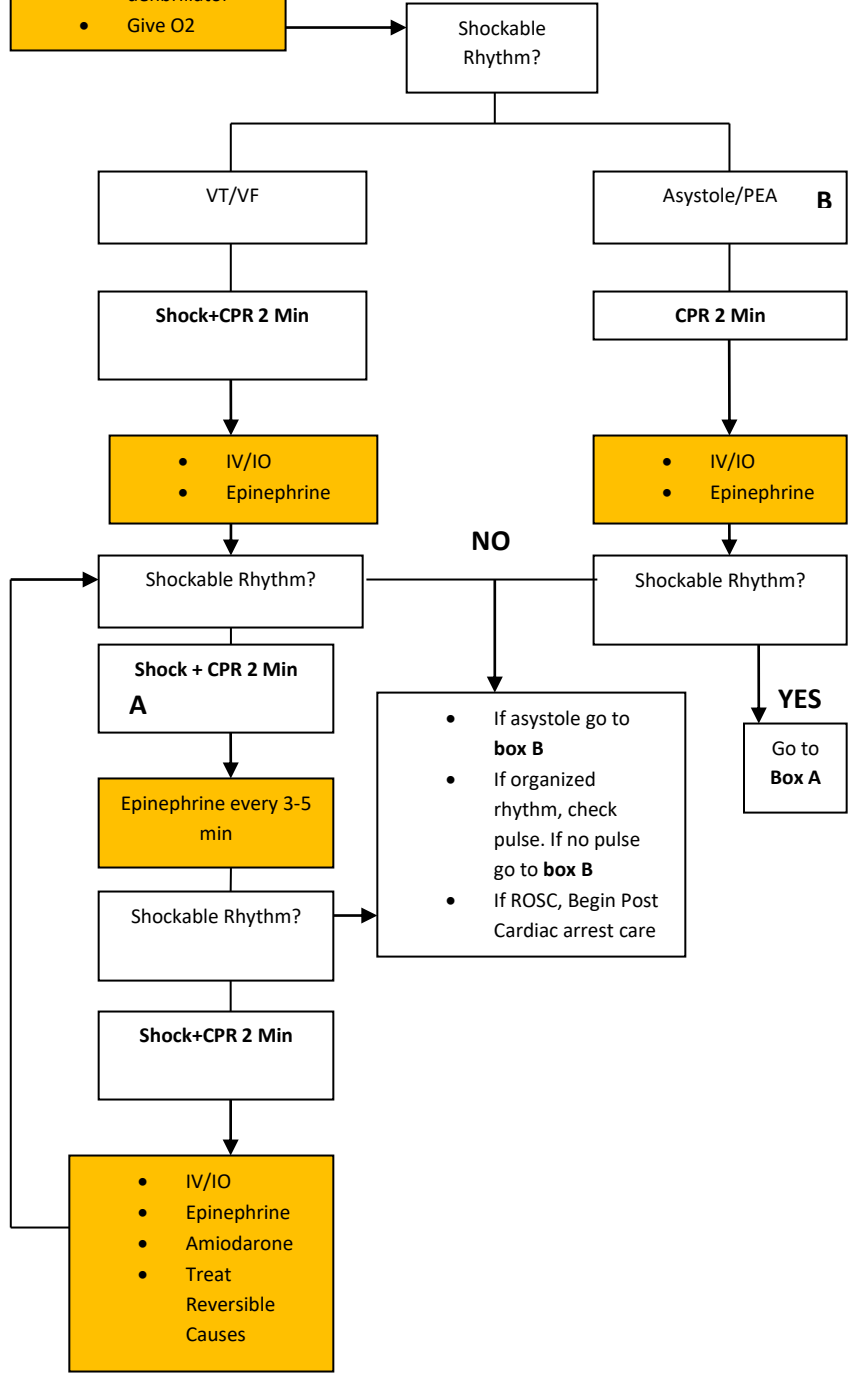 • Give O2
Shockable
Rhythm?
VT/VF
Asystole/PEA B
Shock+CPR 2 Min
CPR 2 Min
• IV/IO
• Epinephrine
• IV/IO
• Epinephrine
NO
Shockable Rhythm?
Shockable Rhythm?
Shock + CPR 2 Min
A
• If asystole go to
box B
• If organized
rhythm, check
pulse. If no pulse
go to box B
• If ROSC, Begin Post
Cardiac arrest care
YES
Go to
Box A
Epinephrine every 3-5
min
Shockable Rhythm?
Shock+CPR 2 Min
• IV/IO
• Epinephrine
• Amiodarone
• Treat
Reversible
Causes